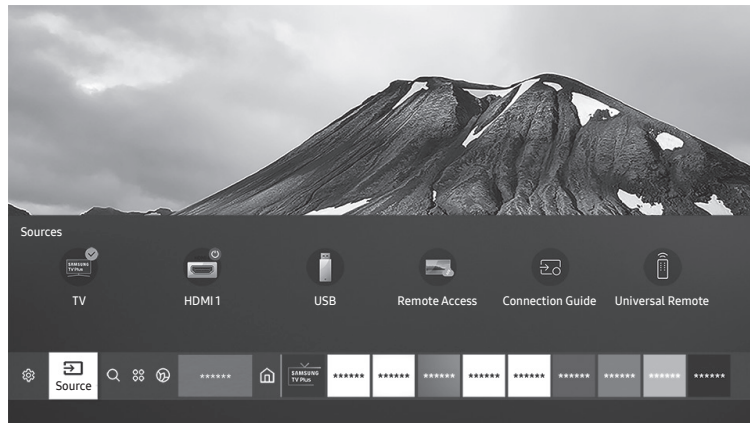 Sources
SAMSUNG
TV Plus
TV
HDMI 1
USB
Remote Access
Connection Guide
Universal Remote
Source
******
SAMSUNG
TV Plus
******
******
******
******
******
******
******
******
******